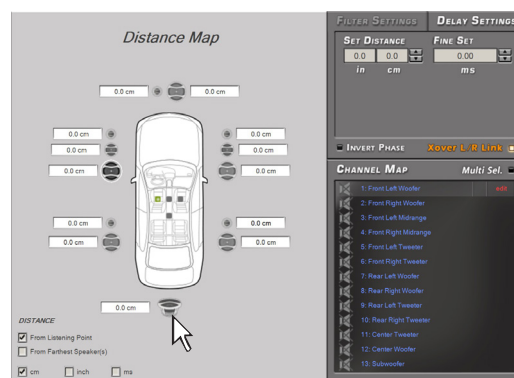 Distance Map
0.0 cm
0.0 cm
0.0 cm
0.0 cm
0.0 cm
0.0 cm
0.0 cm
0.0 cm
0.0 cm
0.0 cm
0.0 cm
0.0 cm
0.0 cm
DISTANCE
From Listening Point
From Farthest Speaker(s)
cm inch ms
FILTER SETTINGS DELAY SETTINGS
SET DISTANCE FINE SET
0.0 0.0 0.00
in cm ms
INVERT PHASE Xover L/R Link
CHANNEL MAP Multi Sel.
1: Front Left Woofer edit
2: Front Right Woofer
3: Front Left Midrange
4: Front Right Midrange
5: Front Left Tweeter
6: Front Right Tweeter
7: Rear Left Woofer
8: Rear Right Woofer
9: Rear Left Tweeter
10: Rear Right Tweeter
11: Center Tweeter
12: Center Woofer
13: Subwoofer